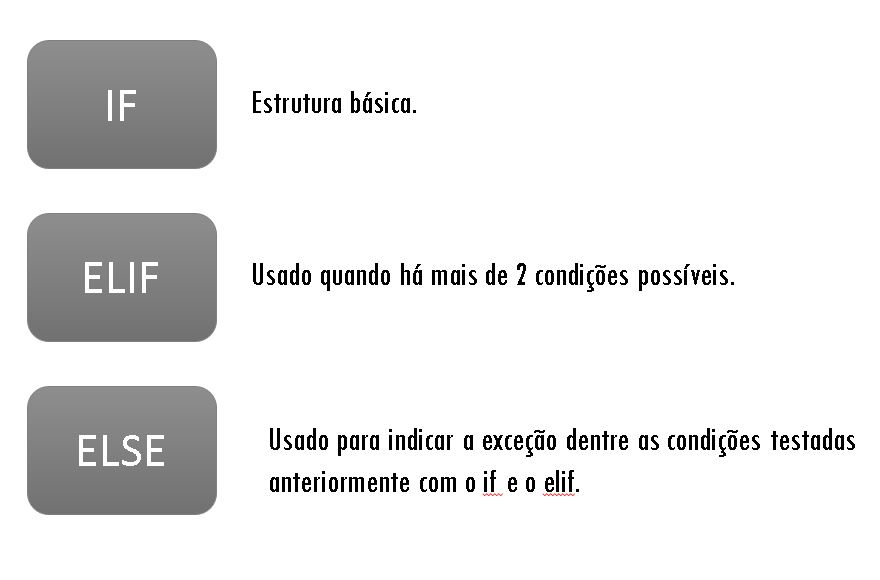 IF
Estrutura básica.
ELIF
Usado quando há mais de 2 condições possíveis.
ELSE
Usado para indicar a exceção dentre as condições testadas
anteriormente com o if e o elif.